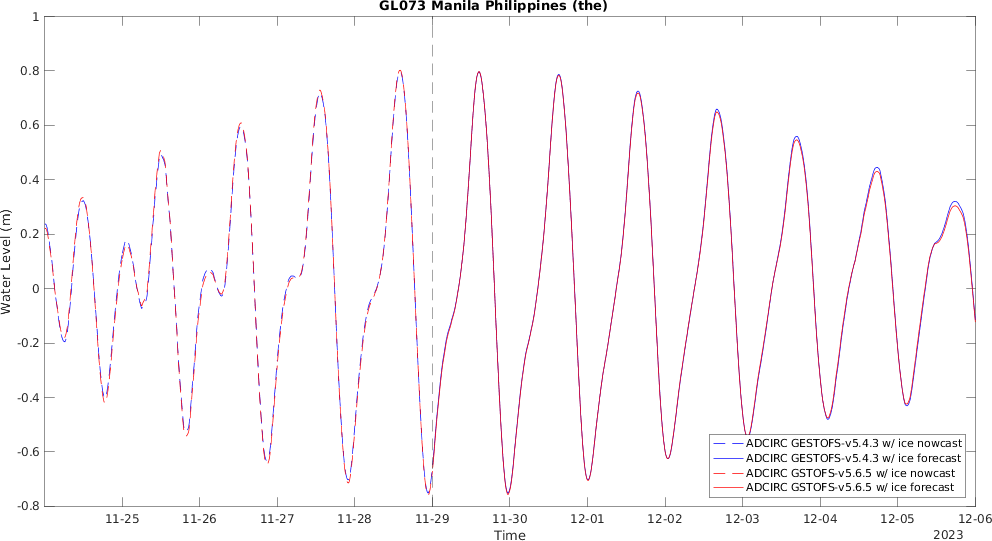 GL073 Manila Philippines (the)
1
0.8
0.6
0.4
0.2
0
-0.2
-0.4
-0.6
-0.8
Water Level (m)
11-25 11-26 11-27 11-28 11-29 11-30 12-01 12-02 12-03 12-04 12-05 12-06
Time
2023
ADCIRC GESTOFS-v5.4.3 w/ ice nowcast
ADCIRC GESTOFS-v5.4.3 w/ ice forecast
ADCIRC GSTOFS-v5.6.5 w/ ice nowcast
ADCIRC GSTOFS-v5.6.5 w/ ice forecast